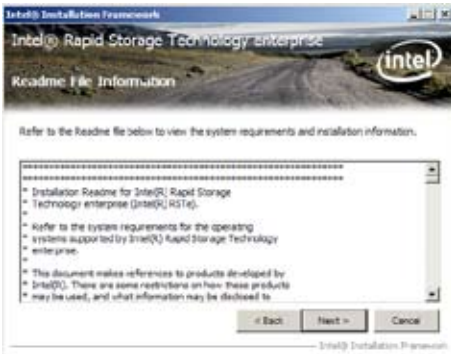 Intel® Installation Framework
Intel® Rapid Storage Technology enterprise
intel
Readme File Information
Refer to the Readme file below to view the system requirements and installation information.
************************************************************
************************************************************
* Installation Readme for Intel(R) Rapid Storage
* Technology enterprise (Intel(R) RSTe).
*
* Refer to the system requirements for the operating
* systems supported by Intel(R) Rapid Storage Technology
* enterprise.
*
* This document makes references to products developed by
* Intel(R). There are some restrictions on how these products
* may be used, and what information may be disclosed to
< Back
Next >
Cancel
Intel® Installation Framework